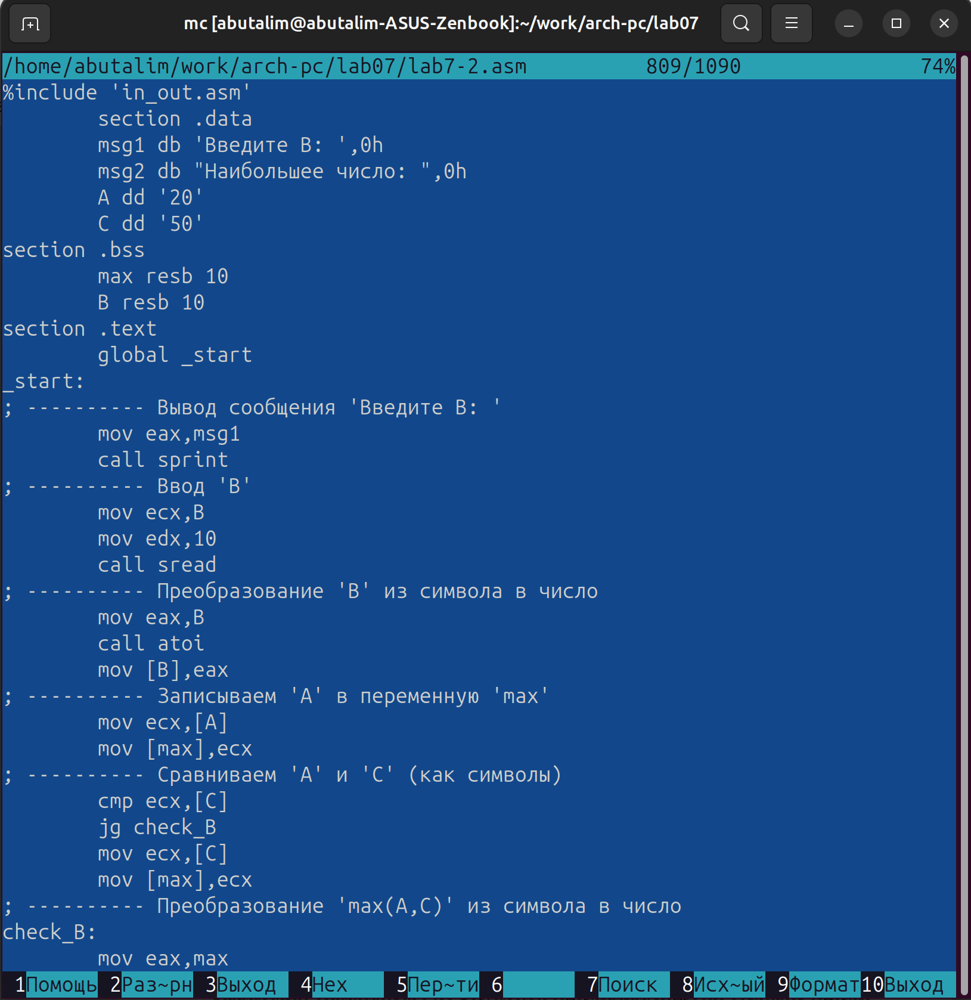 mc [abutalim@abutalim-ASUS-Zenbook]:~/work/arch-pc/lab07
/home/abutalim/work/arch-pc/lab07/lab7-2.asm 809/1090 74%
%include 'in_out.asm'
section .data
msg1 db 'Введите B: ',0h
msg2 db "Наибольшее число: ",0h
A dd '20'
C dd '50'
section .bss
max resb 10
B resb 10
section .text
global _start
_start:
; ---------- Вывод сообщения 'Введите B: '
mov eax,msg1
call sprint
; ---------- Ввод 'B'
mov ecx,B
mov edx,10
call sread
; ---------- Преобразование 'B' из символа в число
mov eax,B
call atoi
mov [B],eax
; ---------- Записываем 'A' в переменную 'max'
mov ecx,[A]
mov [max],ecx
; ---------- Сравниваем 'A' и 'C' (как символы)
cmp ecx,[C]
jg check_B
mov ecx,[C]
mov [max],ecx
; ---------- Преобразование 'max(A,C)' из символа в число
check_B:
mov eax,max
1Помощь 2Раз~рн 3Выход 4Hex 5Пер~ти 6 7Поиск 8Исх~ый 9Формат 10Выход